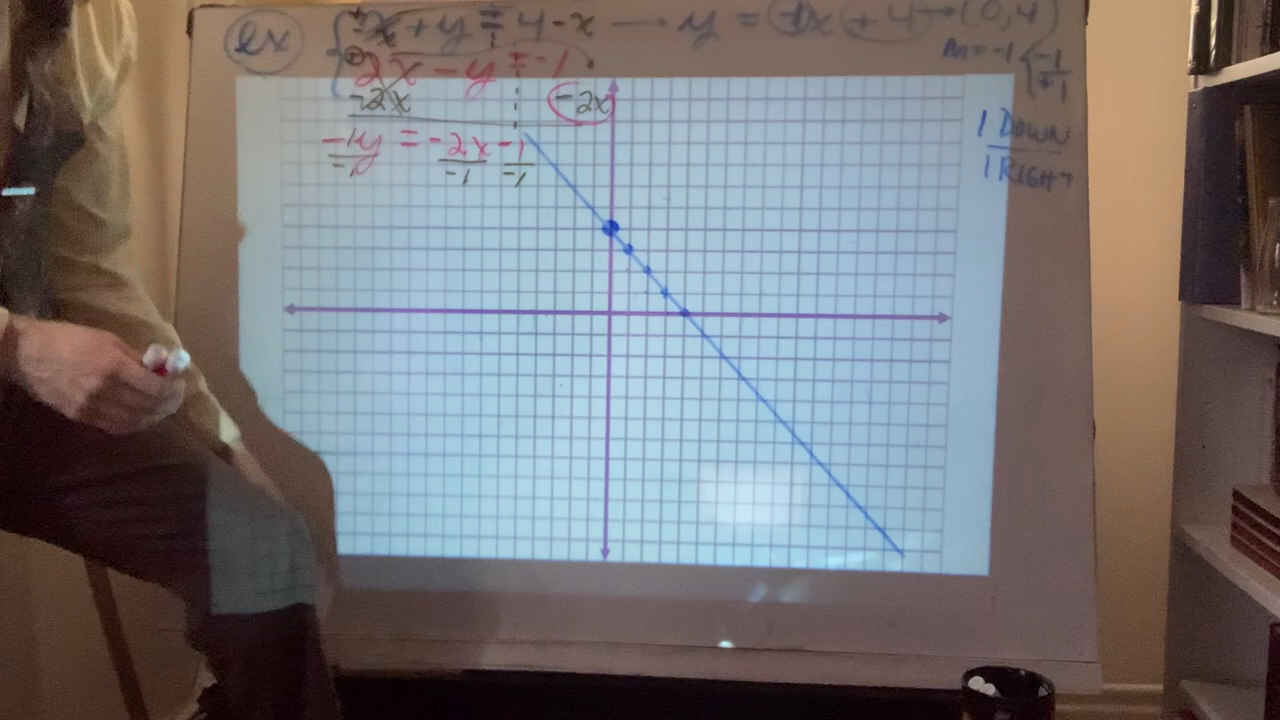 ex
x + y = 4 - x → y = -1x + 4 → (0,4)
-x
2x - y = -1
m = -1 { -1/+1
-2x -2x
1 DOWN
1 RIGHT
-1y = -2x -1
-1 -1 -1